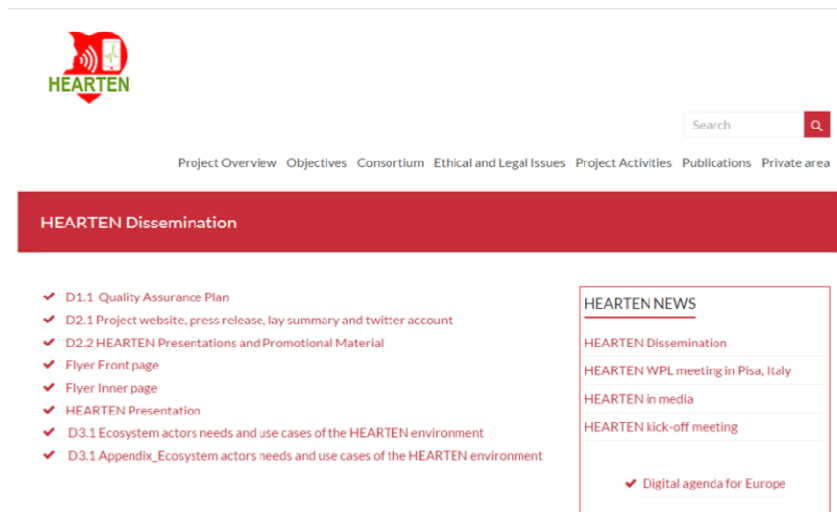 HEARTEN
Search
Project Overview Objectives Consortium Ethical and Legal Issues Project Activities Publications Private area
HEARTEN Dissemination
D1.1 Quality Assurance Plan
D2.1 Project website, press release, lay summary and twitter account
D2.2 HEARTEN Presentations and Promotional Material
Flyer Front page
Flyer Inner page
HEARTEN Presentation
D3.1 Ecosystem actors needs and use cases of the HEARTEN environment
D3.1 Appendix_Ecosystem actors needs and use cases of the HEARTEN environment
HEARTEN NEWS
HEARTEN Dissemination
HEARTEN WPL meeting in Pisa, Italy
HEARTEN in media
HEARTEN kick-off meeting
Digital agenda for Europe